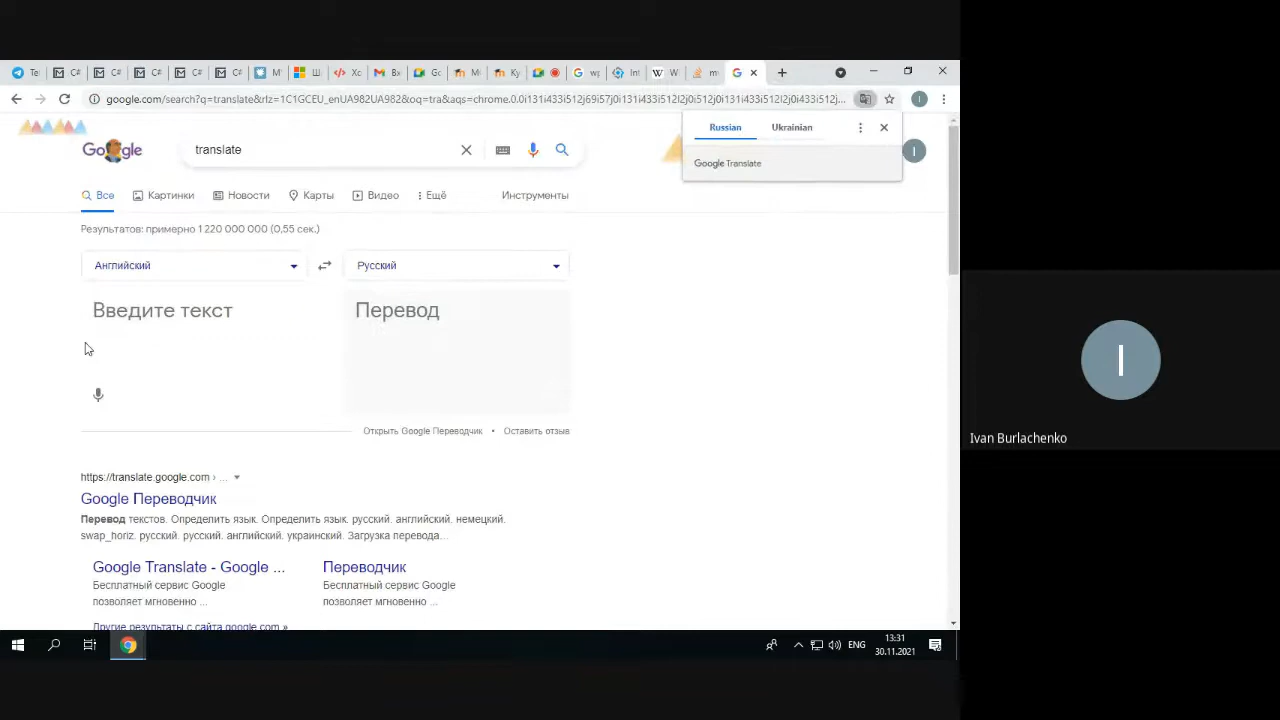 C#
C#
C#
C#
C#
google.com/search?q=translate&rlz=1C1GCEU_enUA982UA982&oq=tra&aqs=chrome.0.0i131i433i512j69i57j0i131i433i512l2j0i512j0i131i433i512l2j0i433i512j...
Russian
Ukrainian
Google Translate
Google
translate
I
Все
Картинки
Новости
Карты
Видео
Ещё
Инструменты
Результатов: примерно 1 220 000 000 (0,55 сек.)
Английский
Русский
Введите текст
Перевод
Открыть Google Переводчик • Оставить отзыв
https://translate.google.com › ...
Google Переводчик
Перевод текстов. Определить язык. Определить язык. русский. английский. немецкий.
swap_horiz. русский. русский. английский. украинский. Загрузка перевода...
Google Translate - Google ...
Переводчик
Бесплатный сервис Google
позволяет мгновенно ...
Бесплатный сервис Google
позволяет мгновенно ...
Другие результаты с сайта google.com »
ENG
13:31
30.11.2021
I
Ivan Burlachenko